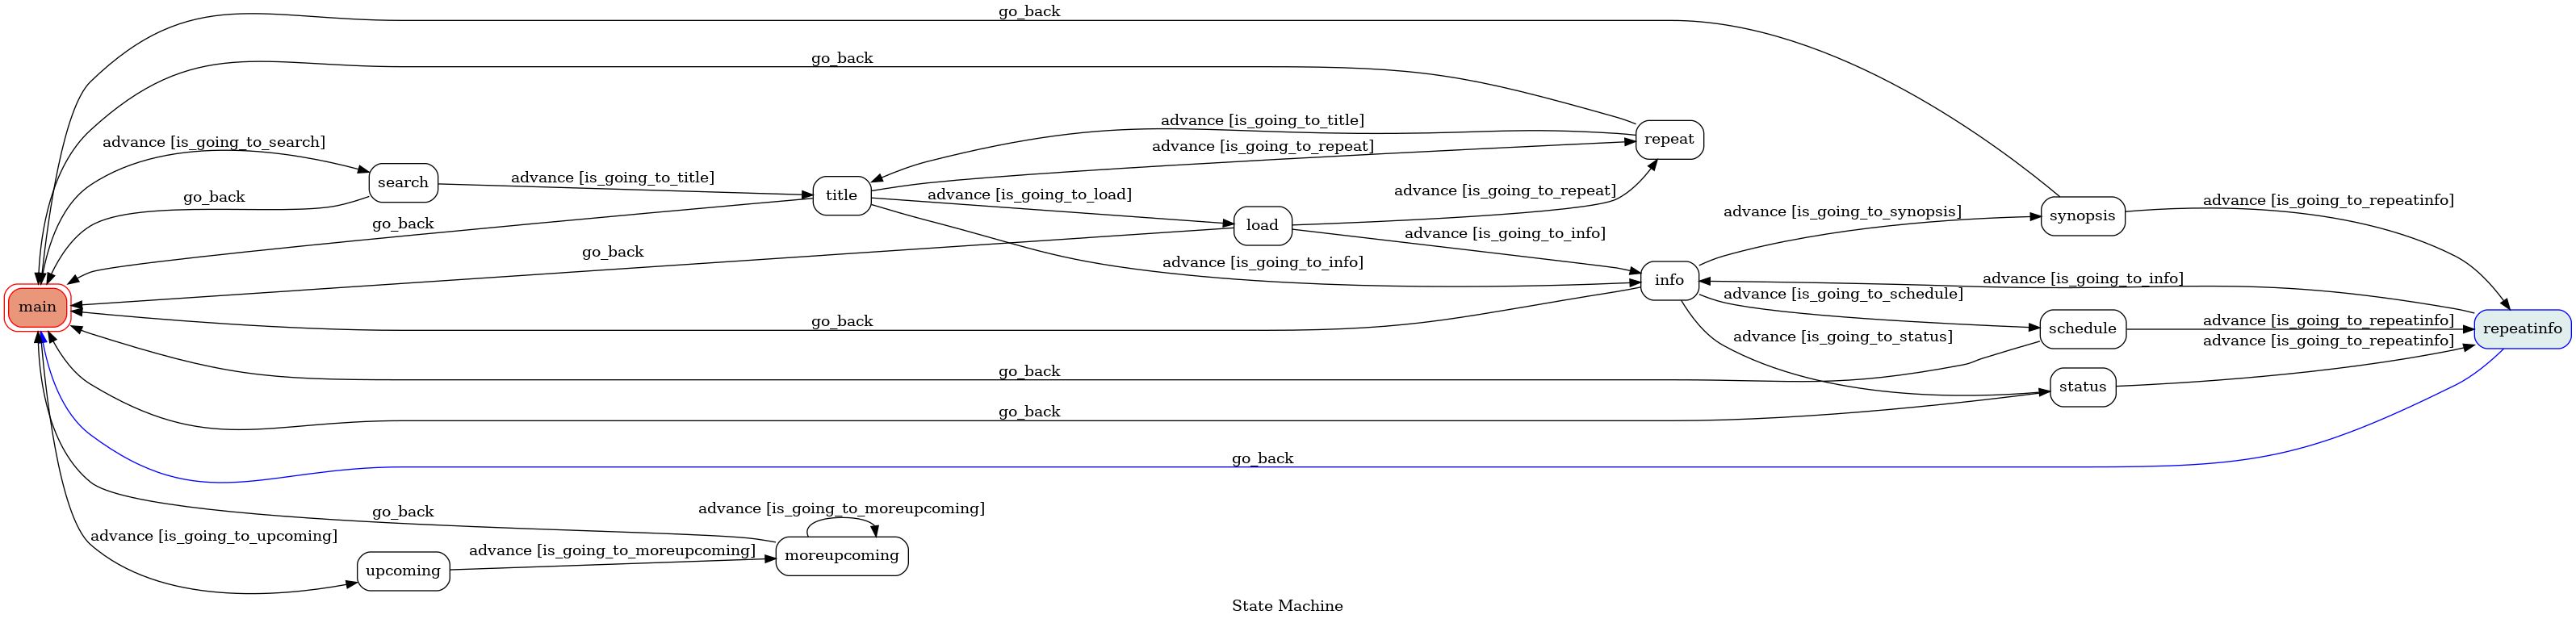 go_back
go_back
advance [is_going_to_title]
advance [is_going_to_search]
repeat
advance [is_going_to_repeat]
search
advance [is_going_to_title]
title
advance [is_going_to_load]
advance [is_going_to_repeat]
go_back
advance [is_going_to_repeatinfo]
advance [is_going_to_synopsis]
synopsis
go_back
load
advance [is_going_to_info]
go_back
advance [is_going_to_info]
info
advance [is_going_to_info]
advance [is_going_to_schedule]
main
go_back
advance [is_going_to_repeatinfo]
schedule
repeatinfo
advance [is_going_to_status]
advance [is_going_to_repeatinfo]
go_back
status
go_back
go_back
advance [is_going_to_moreupcoming]
go_back
advance [is_going_to_upcoming]
advance [is_going_to_moreupcoming]
moreupcoming
upcoming
State Machine